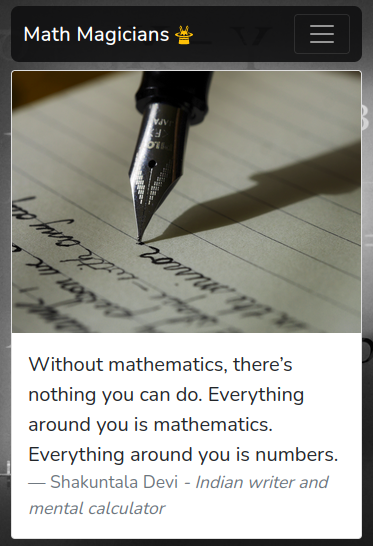 Math Magicians
Without mathematics, there's
nothing you can do. Everything
around you is mathematics.
Everything around you is numbers.
— Shakuntala Devi - Indian writer and
mental calculator